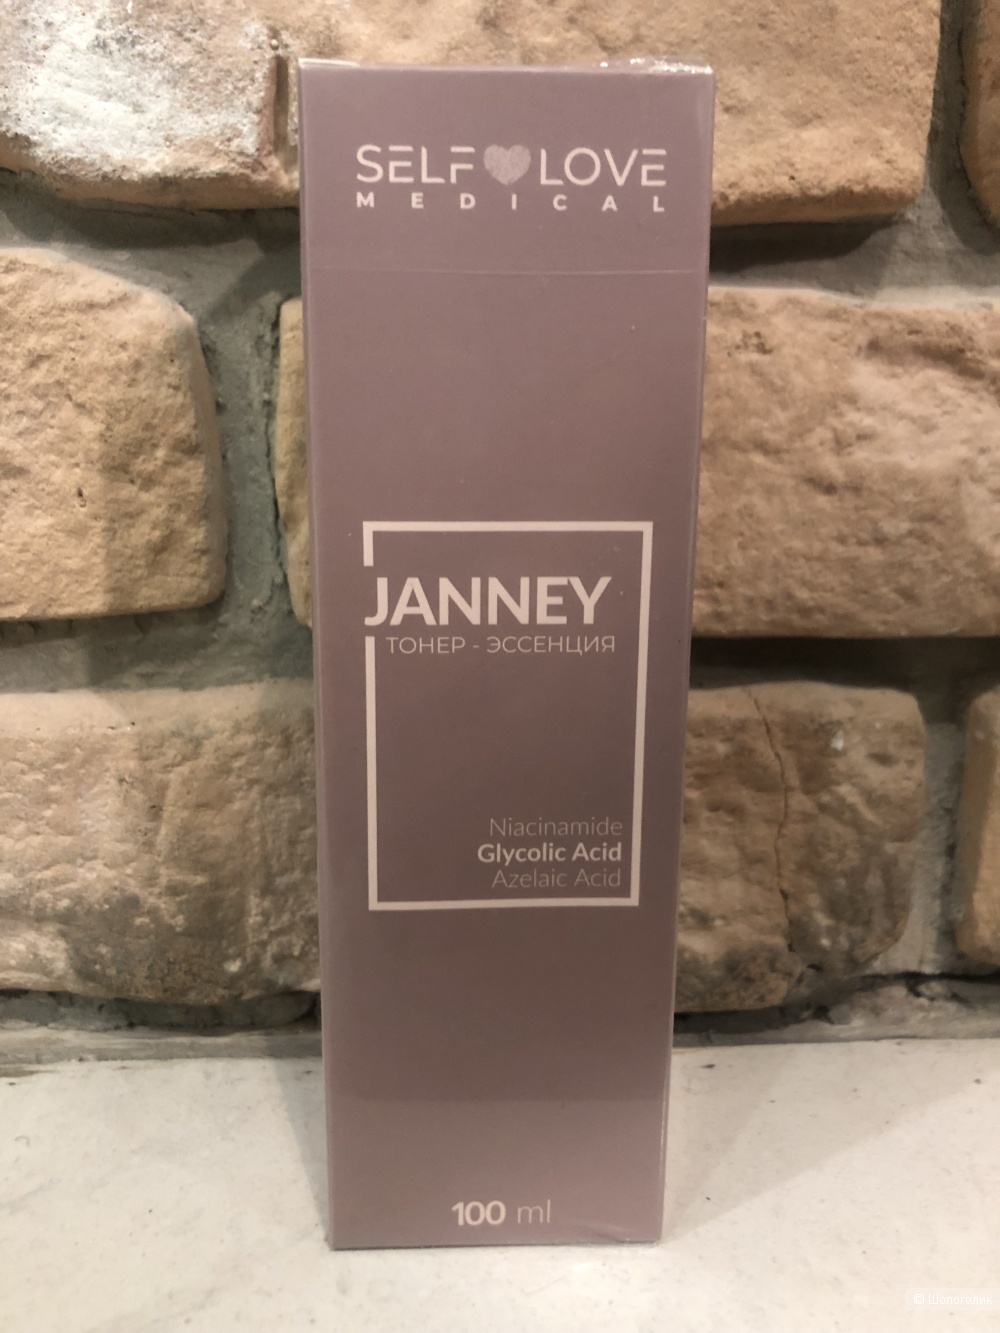 SELF LOVE
MEDICAL
JANNEY
ТОНЕР - ЭССЕНЦИЯ
Niacinamide
Glycolic Acid
Azelaic Acid
100 ml
© Шопоголик